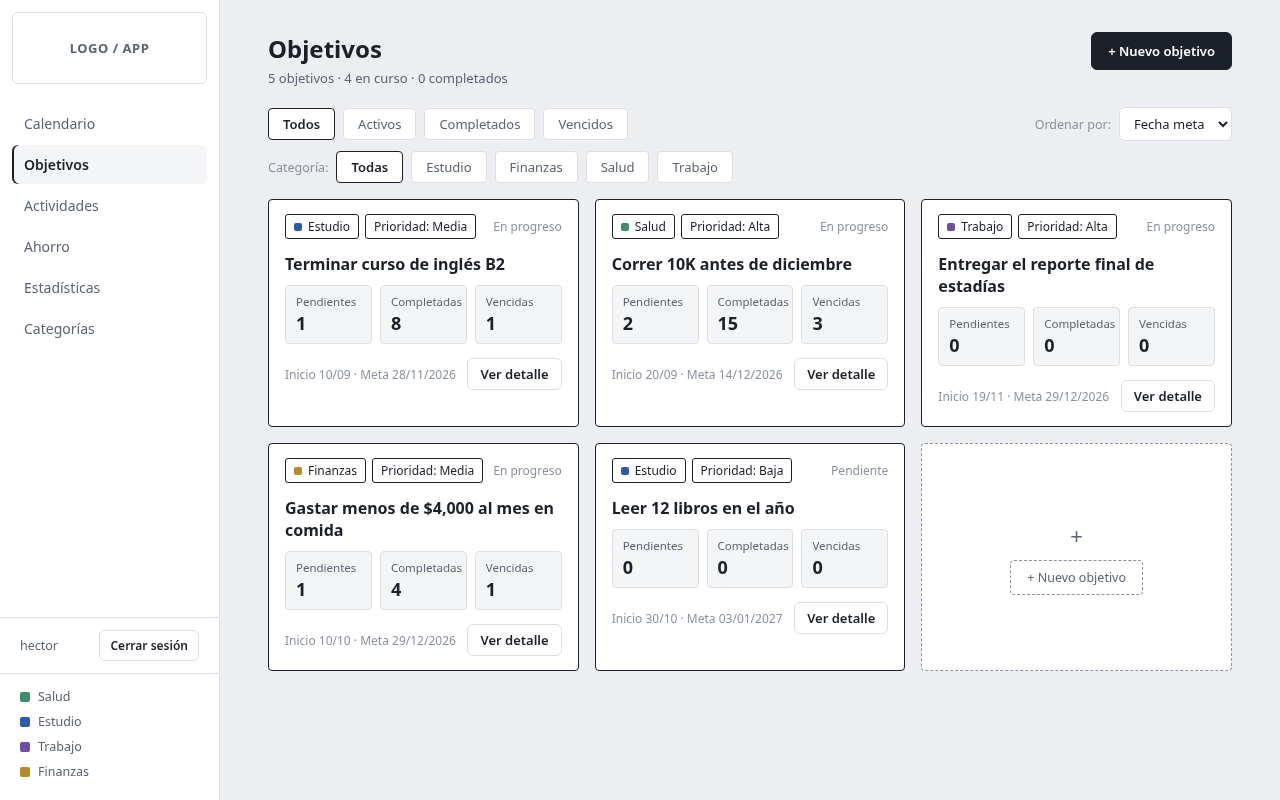 LOGO / APP
Calendario
Objetivos
Actividades
Ahorro
Estadísticas
Categorías
hector
Cerrar sesión
Salud
Estudio
Trabajo
Finanzas
Objetivos
5 objetivos · 4 en curso · 0 completados
+ Nuevo objetivo
Todos Activos Completados Vencidos
Ordenar por: Fecha meta
Categoría: Todas Estudio Finanzas Salud Trabajo
Estudio Prioridad: Media En progreso
Terminar curso de inglés B2
Pendientes Completadas Vencidas
1 8 1
Inicio 10/09 · Meta 28/11/2026 Ver detalle
Salud Prioridad: Alta En progreso
Correr 10K antes de diciembre
Pendientes Completadas Vencidas
2 15 3
Inicio 20/09 · Meta 14/12/2026 Ver detalle
Trabajo Prioridad: Alta En progreso
Entregar el reporte final de
estadías
Pendientes Completadas Vencidas
0 0 0
Inicio 19/11 · Meta 29/12/2026 Ver detalle
Finanzas Prioridad: Media En progreso
Gastar menos de $4,000 al mes en
comida
Pendientes Completadas Vencidas
1 4 1
Inicio 10/10 · Meta 29/12/2026 Ver detalle
Estudio Prioridad: Baja Pendiente
Leer 12 libros en el año
Pendientes Completadas Vencidas
0 0 0
Inicio 30/10 · Meta 03/01/2027 Ver detalle
+
+ Nuevo objetivo